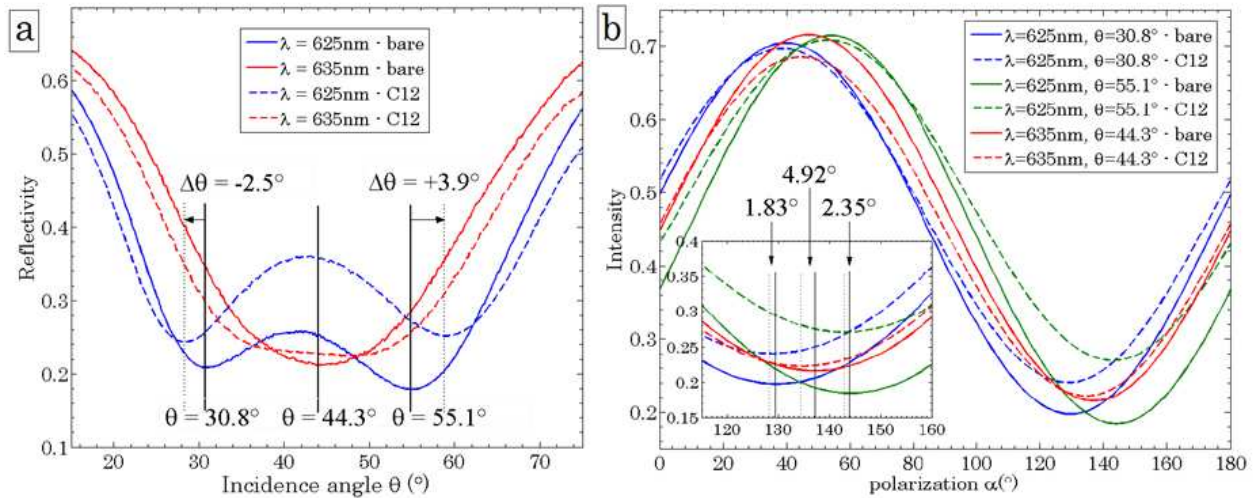 a
λ = 625nm · bare
λ = 635nm · bare
λ = 625nm · C12
λ = 635nm · C12
Δθ = -2.5°
Δθ = +3.9°
θ = 30.8°
θ = 44.3°
θ = 55.1°
0.6
0.5
0.4
0.3
0.2
0.1
20 30 40 50 60 70
Reflectivity
Incidence angle θ (°)
b
λ=625nm, θ=30.8° · bare
λ=625nm, θ=30.8° · C12
λ=625nm, θ=55.1° · bare
λ=625nm, θ=55.1° · C12
λ=635nm, θ=44.3° · bare
λ=635nm, θ=44.3° · C12
4.92°
1.83°
2.35°
0.4
0.35
0.3
0.25
0.2
0.15
120 130 140 150 160
0.7
0.6
0.5
0.4
0.3
0.2
0 20 40 60 80 100 120 140 160 180
Intensity
polarization α(°)